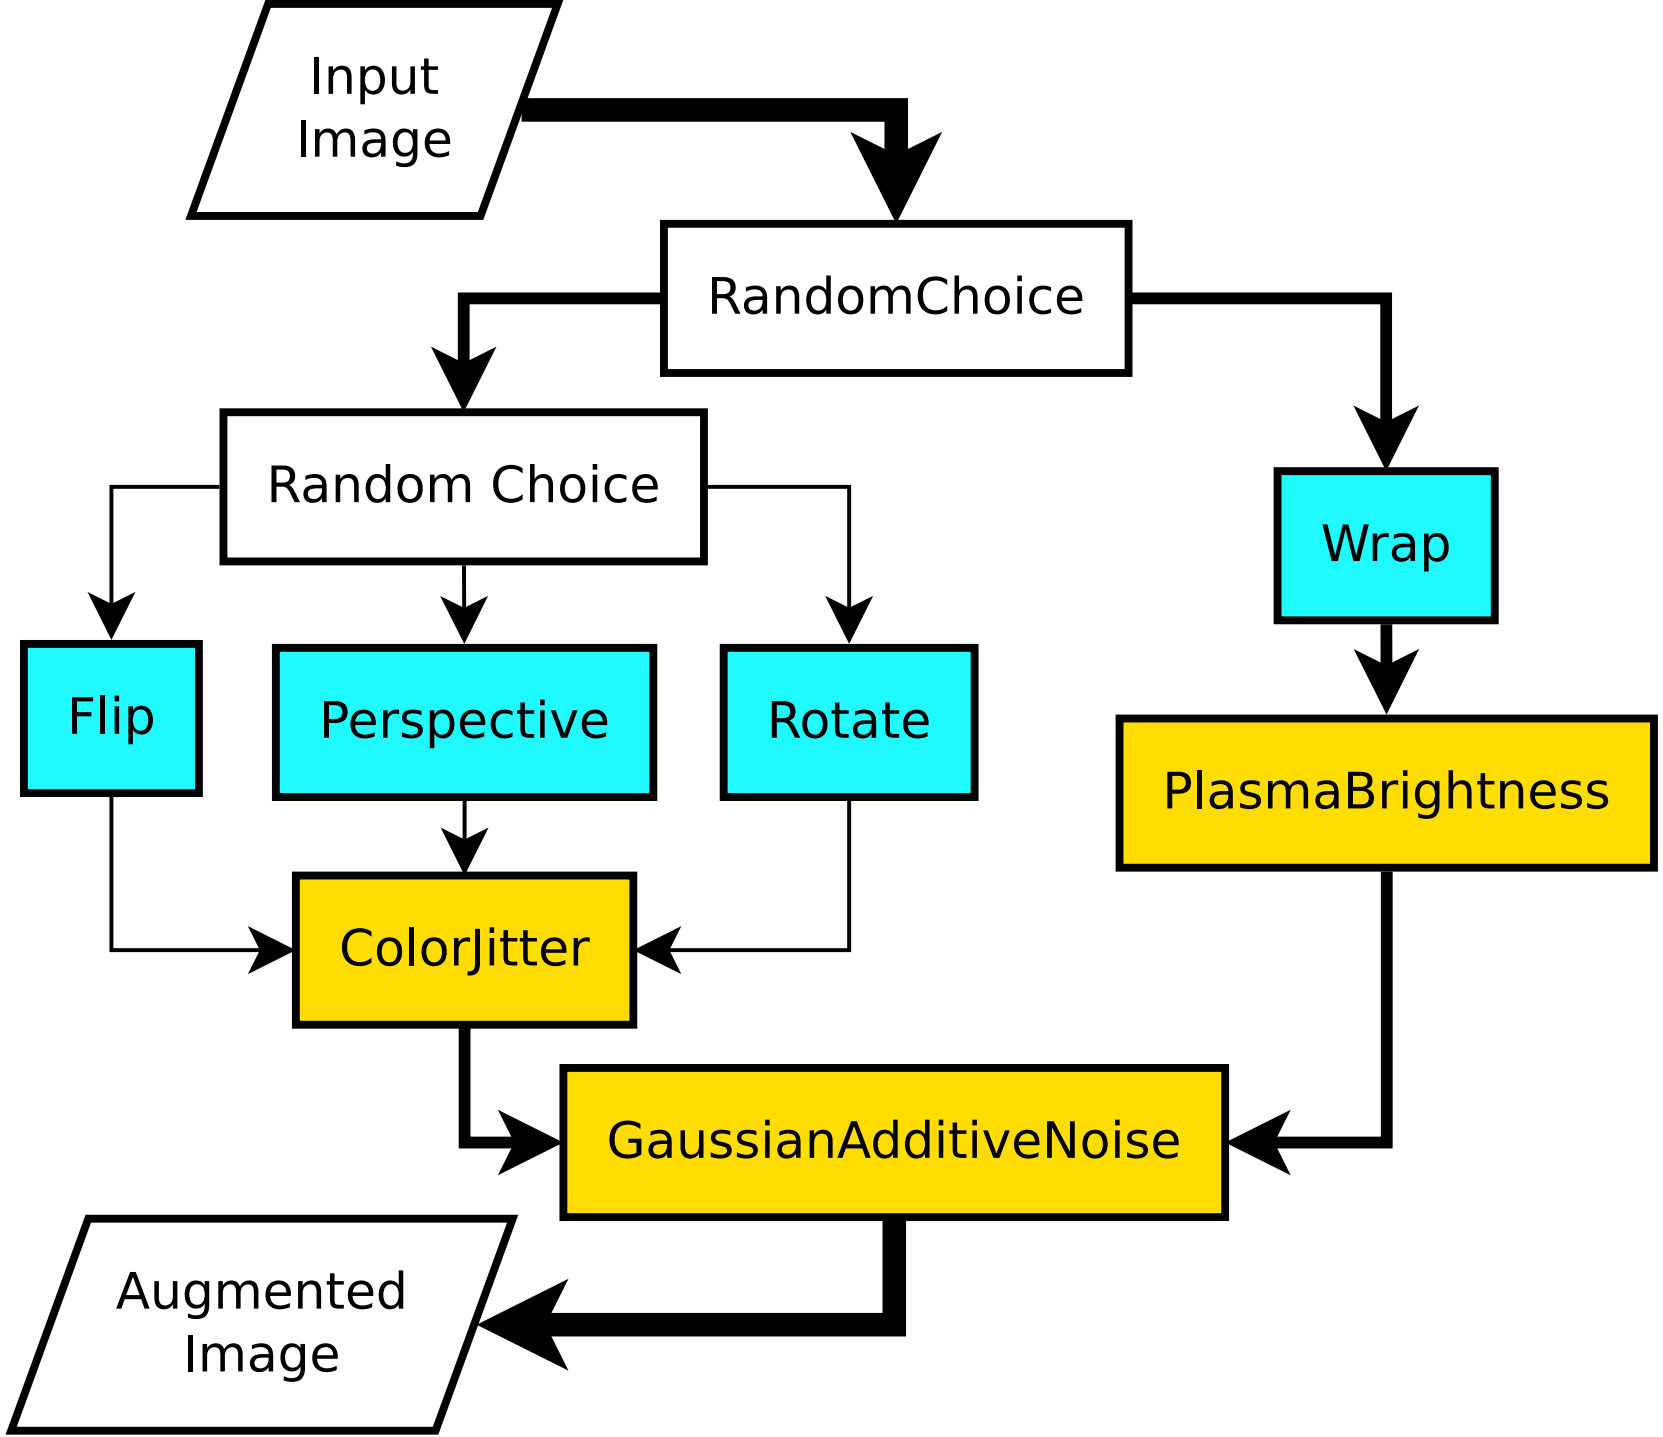 Input
Image
RandomChoice
Random Choice
Wrap
Flip
Perspective
Rotate
PlasmaBrightness
ColorJitter
GaussianAdditiveNoise
Augmented
Image